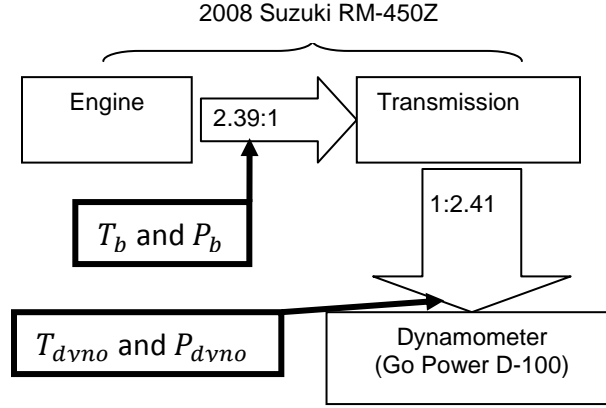 2008 Suzuki RM-450Z
Engine
2.39:1
Transmission
T_b and P_b
1:2.41
T_dyno and P_dyno
Dynamometer
(Go Power D-100)